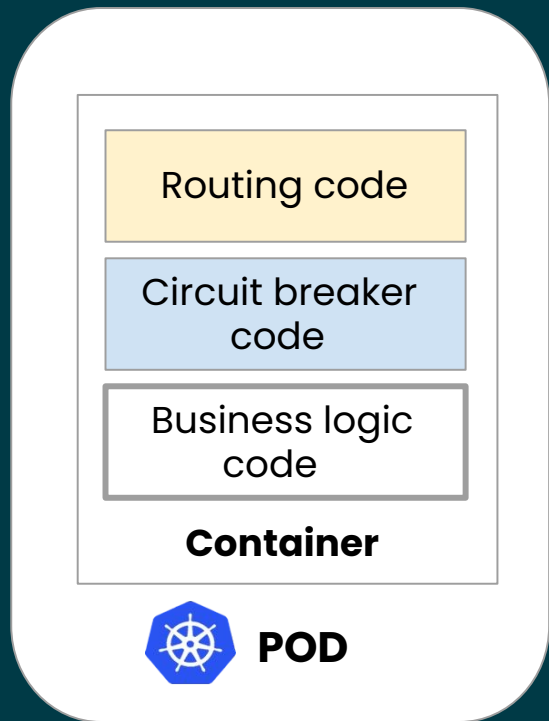 Routing code
Circuit breaker
code
Business logic
code
Container
POD